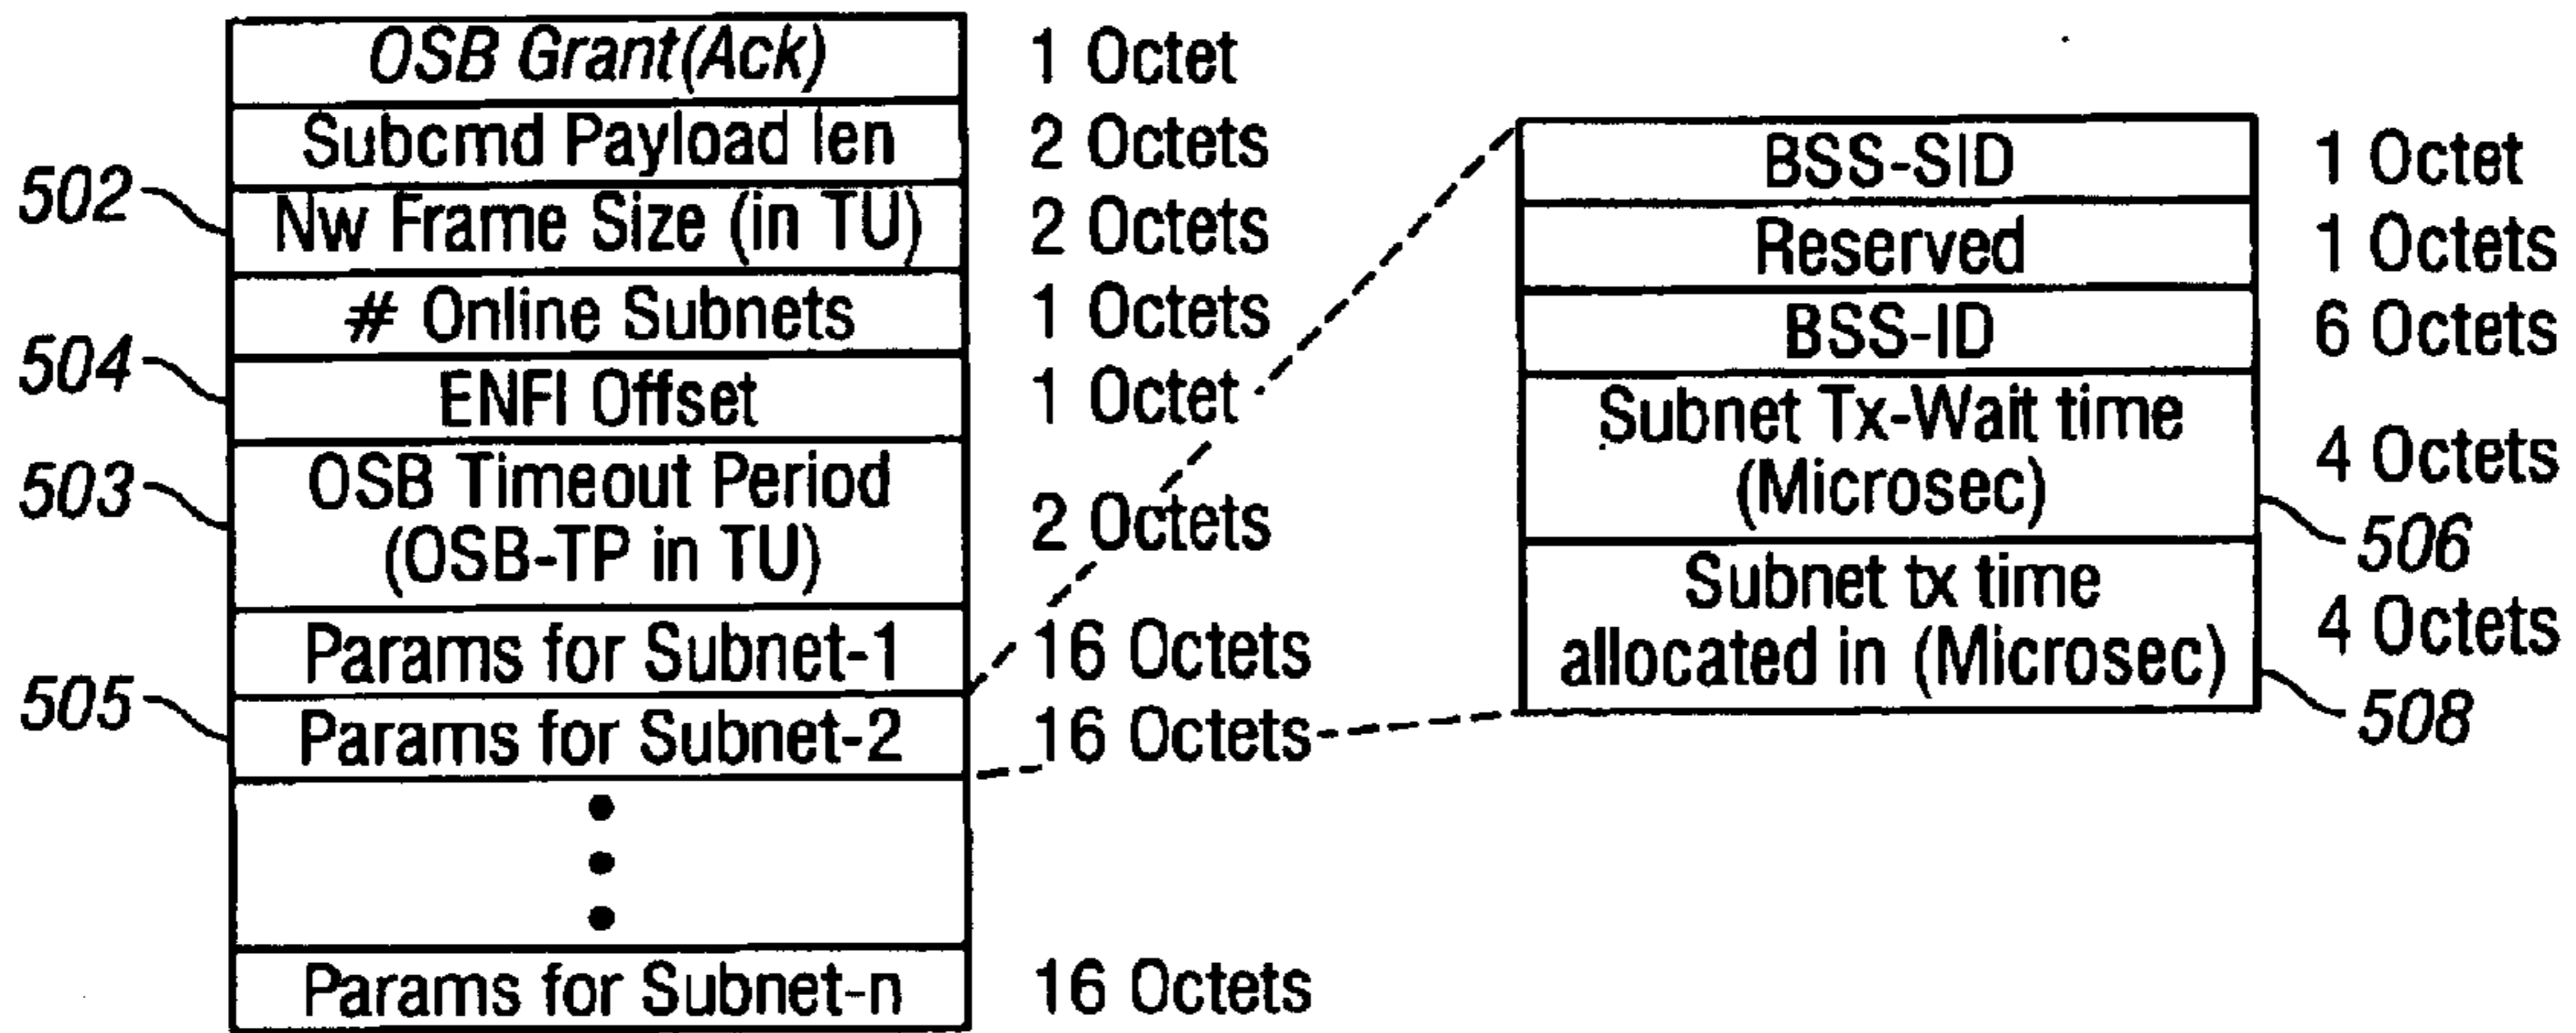 OSB Grant(Ack) 1 Octet
Subcmd Payload len 2 Octets
502 Nw Frame Size (in TU) 2 Octets
# Online Subnets 1 Octets
504 ENFI Offset 1 Octet
503 OSB Timeout Period
(OSB-TP in TU) 2 Octets
Params for Subnet-1 16 Octets
505 Params for Subnet-2 16 Octets
Params for Subnet-n 16 Octets
BSS-SID 1 Octet
Reserved 1 Octets
BSS-ID 6 Octets
Subnet Tx-Wait time
(Microsec) 4 Octets
506
Subnet tx time
allocated in (Microsec) 4 Octets
508